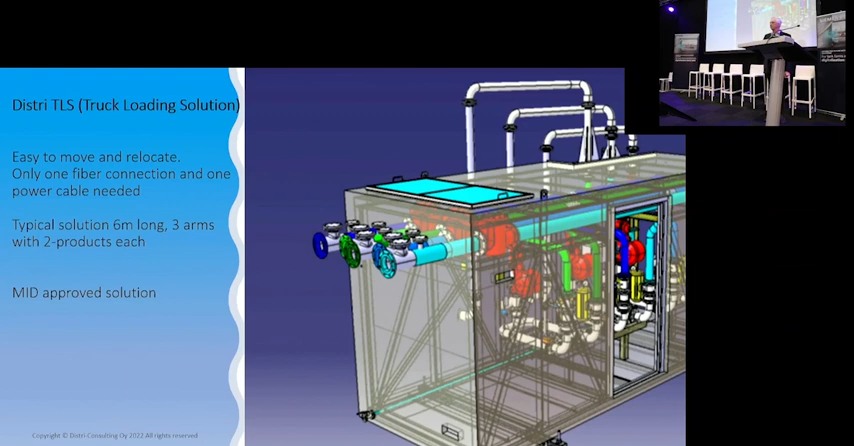 Distri TLS (Truck Loading Solution)
Easy to move and relocate.
Only one fiber connection and one
power cable needed
Typical solution 6m long, 3 arms
with 2-products each
MID approved solution
Copyright © Distri Consulting Oy 2022 All rights reserved